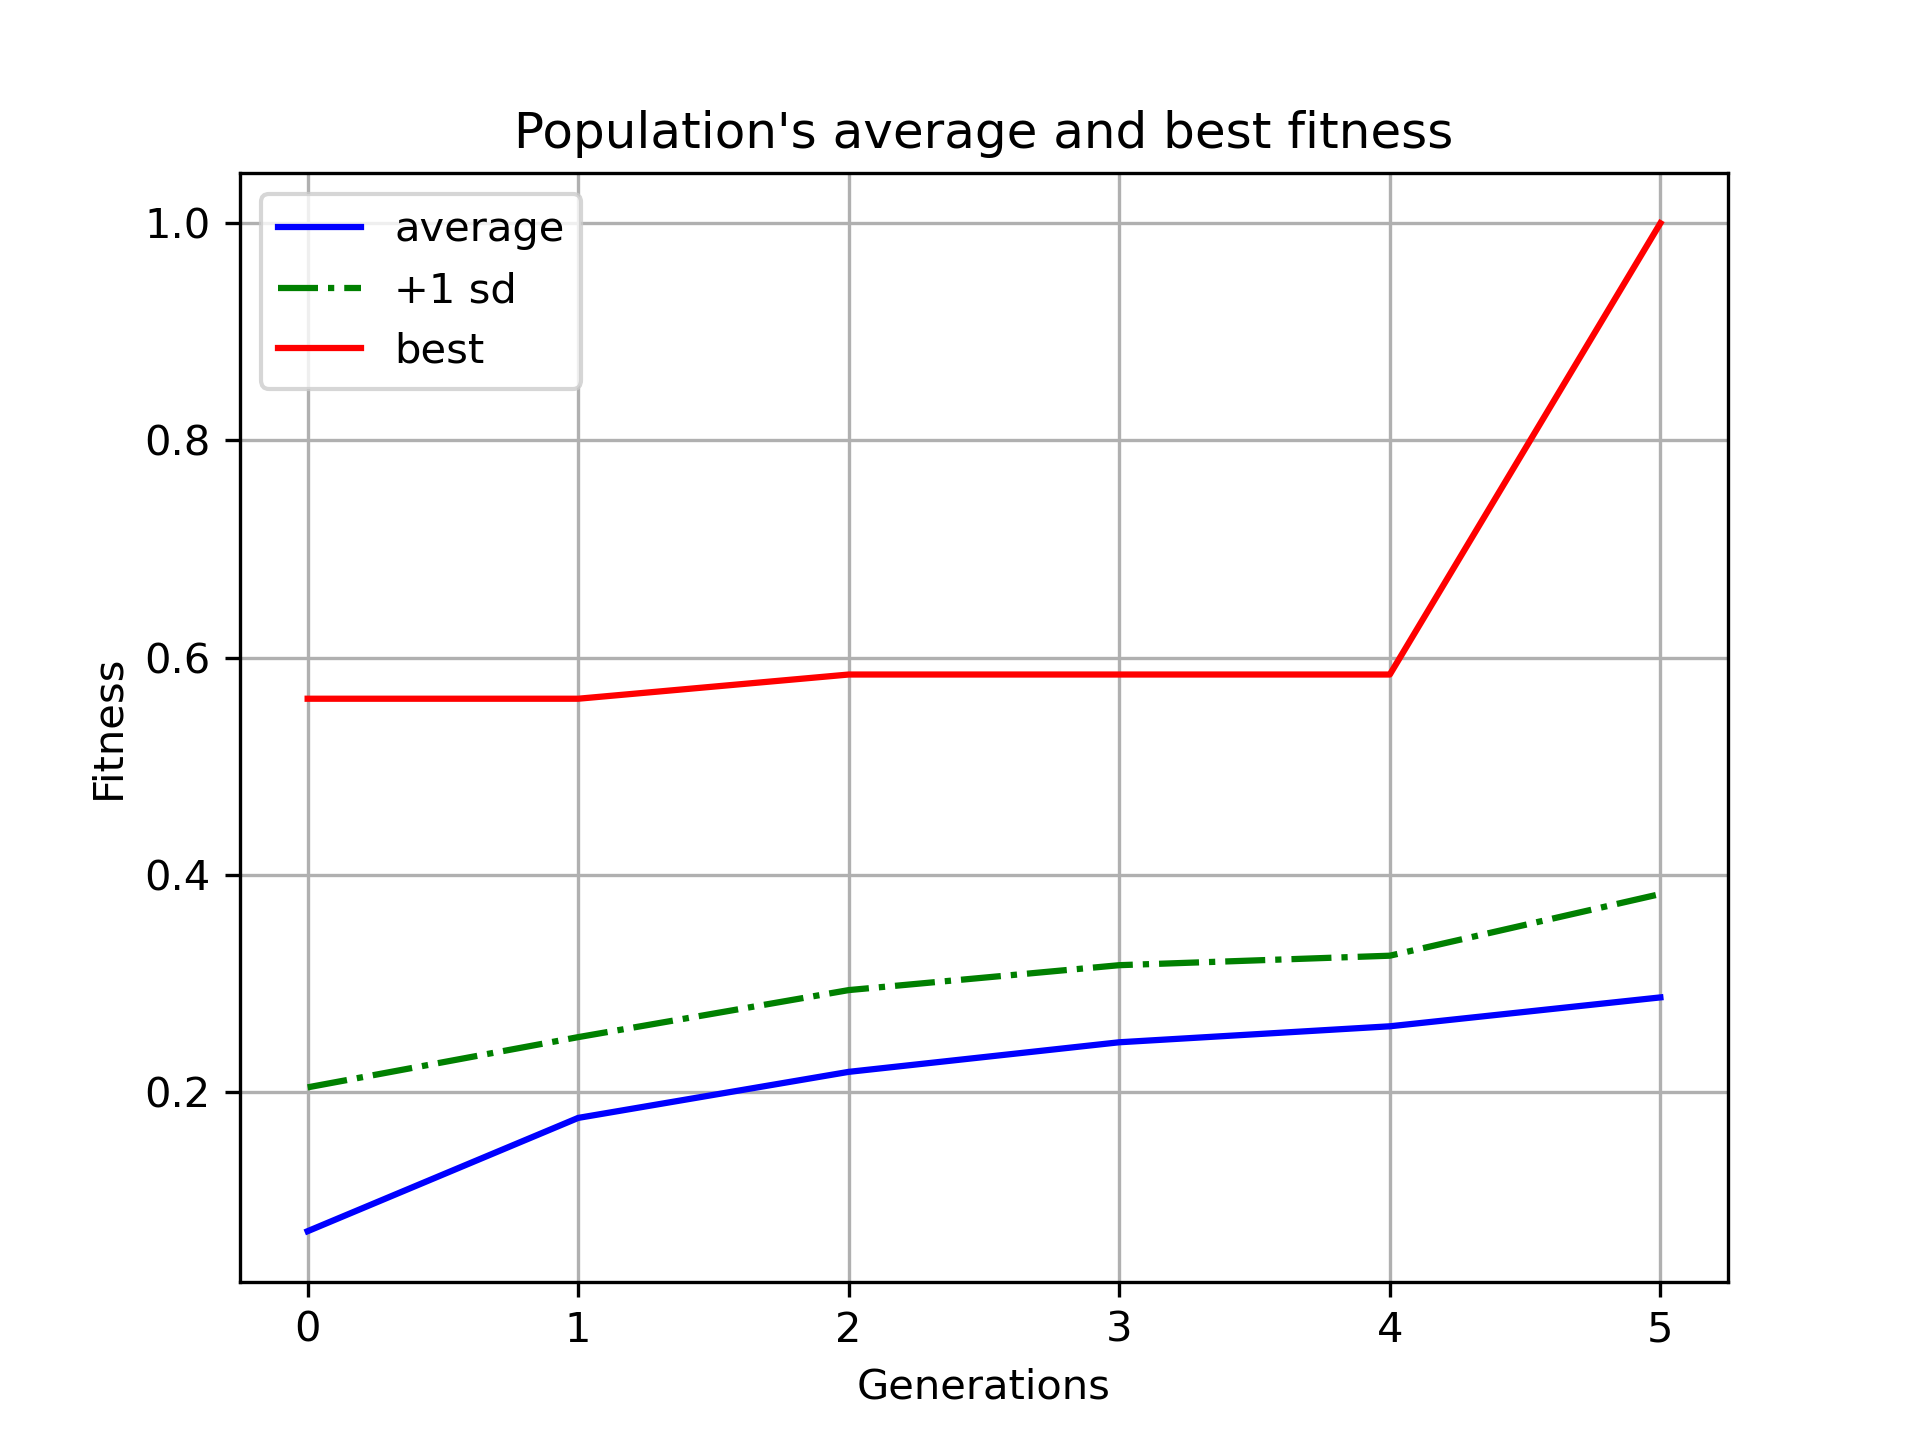 Population's average and best fitness
average
+1 sd
best
Fitness
1.0
0.8
0.6
0.4
0.2
0 1 2 3 4 5
Generations